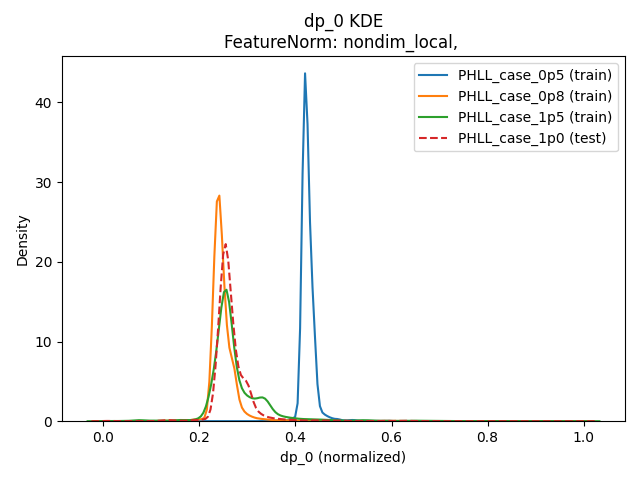 dp_0 KDE
FeatureNorm: nondim_local,
PHLL_case_0p5 (train)
PHLL_case_0p8 (train)
PHLL_case_1p5 (train)
PHLL_case_1p0 (test)
Density
40
30
20
10
0
0.0 0.2 0.4 0.6 0.8 1.0
dp_0 (normalized)